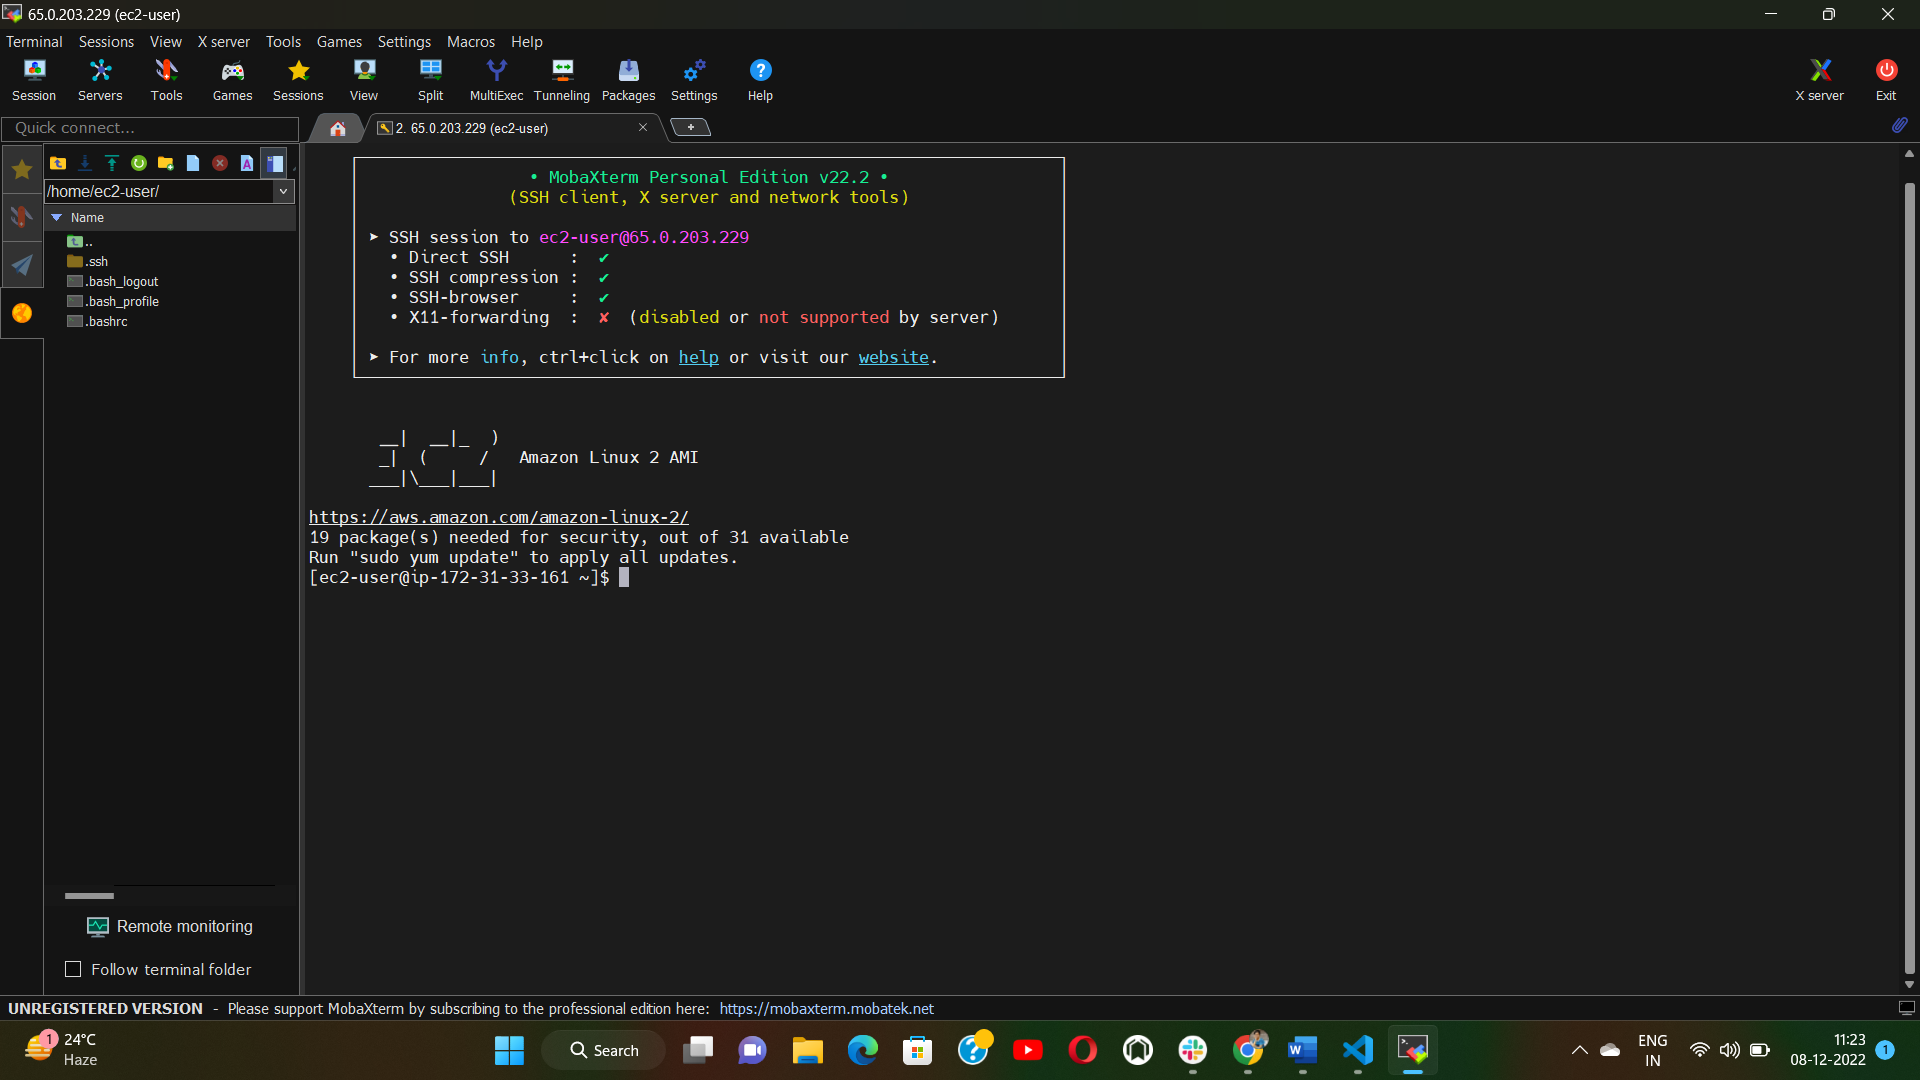 65.0.203.229 (ec2-user)
Terminal Sessions View X server Tools Games Settings Macros Help
Session Servers Tools Games Sessions View Split MultiExec Tunneling Packages Settings Help X server Exit
Quick connect...
2. 65.0.203.229 (ec2-user)
/home/ec2-user/
Name
..
.ssh
.bash_logout
.bash_profile
.bashrc
• MobaXterm Personal Edition v22.2 •
(SSH client, X server and network tools)
➤ SSH session to ec2-user@65.0.203.229
• Direct SSH : ✔
• SSH compression : ✔
• SSH-browser : ✔
• X11-forwarding : ✘ (disabled or not supported by server)
➤ For more info, ctrl+click on help or visit our website.
__| __|_ )
_| ( / Amazon Linux 2 AMI
___|\___|___|
https://aws.amazon.com/amazon-linux-2/
19 package(s) needed for security, out of 31 available
Run "sudo yum update" to apply all updates.
[ec2-user@ip-172-31-33-161 ~]$
Remote monitoring
Follow terminal folder
UNREGISTERED VERSION - Please support MobaXterm by subscribing to the professional edition here: https://mobaxterm.mobatek.net
1
24°C
Haze
Search
ENG
IN
11:23
08-12-2022
1